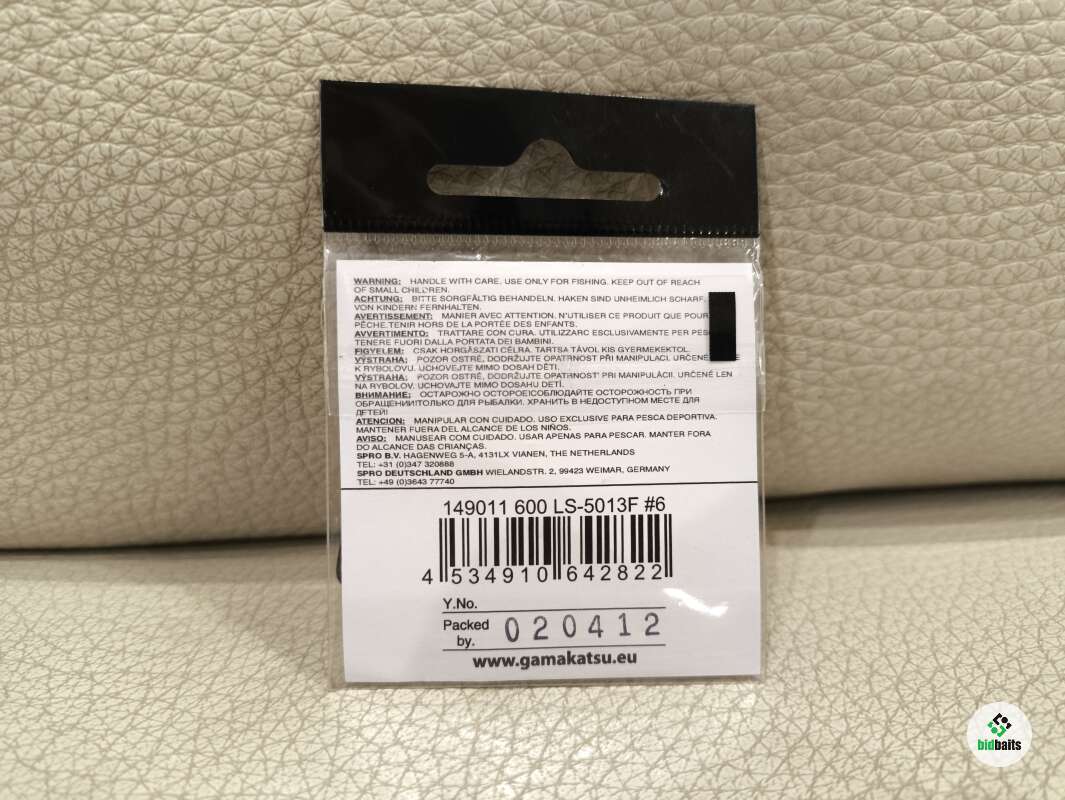 WARNING: HANDLE WITH CARE. USE ONLY FOR FISHING. KEEP OUT OF REACH
OF SMALL CHILDREN.
ACHTUNG: BITTE SORGFÄLTIG BEHANDELN. HAKEN SIND UNHEIMLICH SCHARF,
VON KINDERN FERNHALTEN.
AVERTISSEMENT: MANIER AVEC ATTENTION. N'UTILISER CE PRODUIT QUE POUR
PÊCHE.TENIR HORS DE LA PORTÉE DES ENFANTS.
AVVERTIMENTO: TRATTARE CON CURA. UTILIZZARC ESCLUSIVAMENTE PER
TENERE FUORI DALLA PORTATA DEI BAMBINI.
FIGYELEM: CSAK HORGÁSZATI CÉLRA. TARTSA TÁVOL KIS GYERMEKEKTOL.
VÝSTRAHA: POZOR OSTRÉ, DODRŽUJTE OPATRNOST PŘI MANIPULACI. URČENÉ
K RYBOLOVU. UCHOVEJTE MIMO DOSAH DĚTI.
VÝSTRAHA: POZOR OSTRÉ, DODRŽUJTE OPATRNOSŤ PRI MANIPULÁCII. URČENÉ LEN
NA RYBOLOV. UCHOVAJTE MIMO DOSAHU DETÍ.
ВНИМАНИЕ: ОСТАРОЖНО ОСТОРОЕ!СОБЛЮДАЙТЕ ОСТОРОЖНОСТЬ ПРИ
ОБРАЩЕНИИ!ТОЛЬКО ДЛЯ РЫБАЛКИ. ХРАНИТЬ В НЕДОСТУПНОМ МЕСТЕ ДЛЯ
ДЕТЕЙ!
ATENCION: MANIPULAR CON CUIDADO. USO EXCLUSIVE PARA PESCA DEPORTIVA.
MANTENER FUERA DEL ALCANCE DE LOS NIÑOS.
AVISO: MANUSEAR COM CUIDADO. USAR APENAS PARA PESCAR. MANTER FORA
DO ALCANCE DAS CRIANÇAS.
SPRO B.V. HAGENWEG 5-A, 4131LX VIANEN, THE NETHERLANDS
TEL: +31 (0)347 320888
SPRO DEUTSCHLAND GMBH WIELANDSTR. 2, 99423 WEIMAR, GERMANY
TEL: +49 (0)3643 77740
149011 600 LS-5013F #6
4 534910 642822
Y.No.
Packed by. 020412
www.gamakatsu.eu
bidbaits